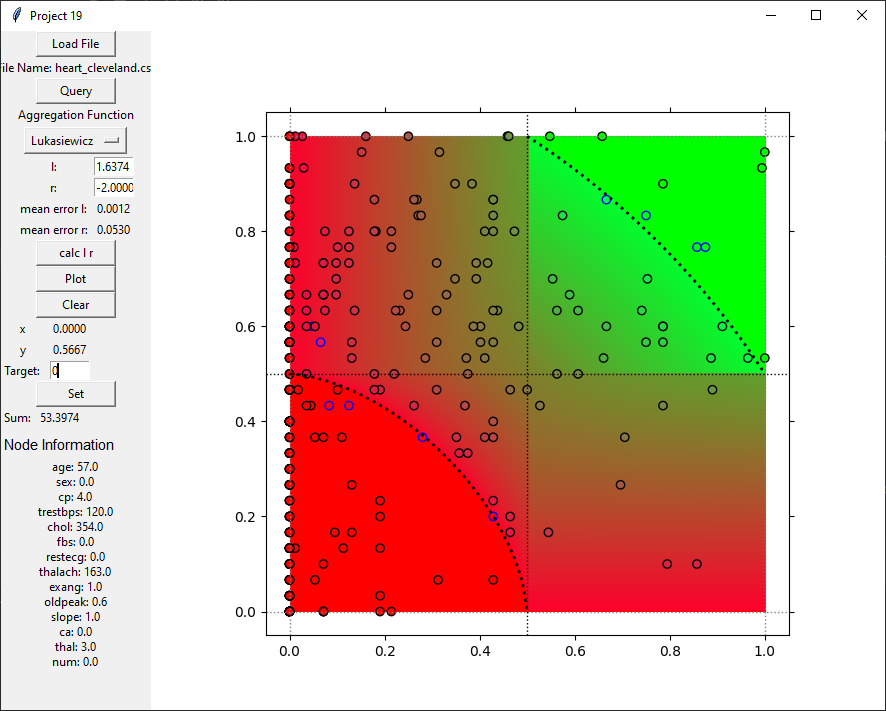 Project 19
Load File
File Name: heart_cleveland.cs
Query
Aggregation Function
Lukasiewicz
l: 1.6374
r: -2.0000
mean error l: 0.0012
mean error r: 0.0530
calc l r
Plot
Clear
x 0.0000
y 0.5667
Target: 0
Set
Sum: 53.3974
Node Information
age: 57.0
sex: 0.0
cp: 4.0
trestbps: 120.0
chol: 354.0
fbs: 0.0
restecg: 0.0
thalach: 163.0
exang: 1.0
oldpeak: 0.6
slope: 1.0
ca: 0.0
thal: 3.0
num: 0.0
1.0
0.8
0.6
0.4
0.2
0.0
0.0 0.2 0.4 0.6 0.8 1.0